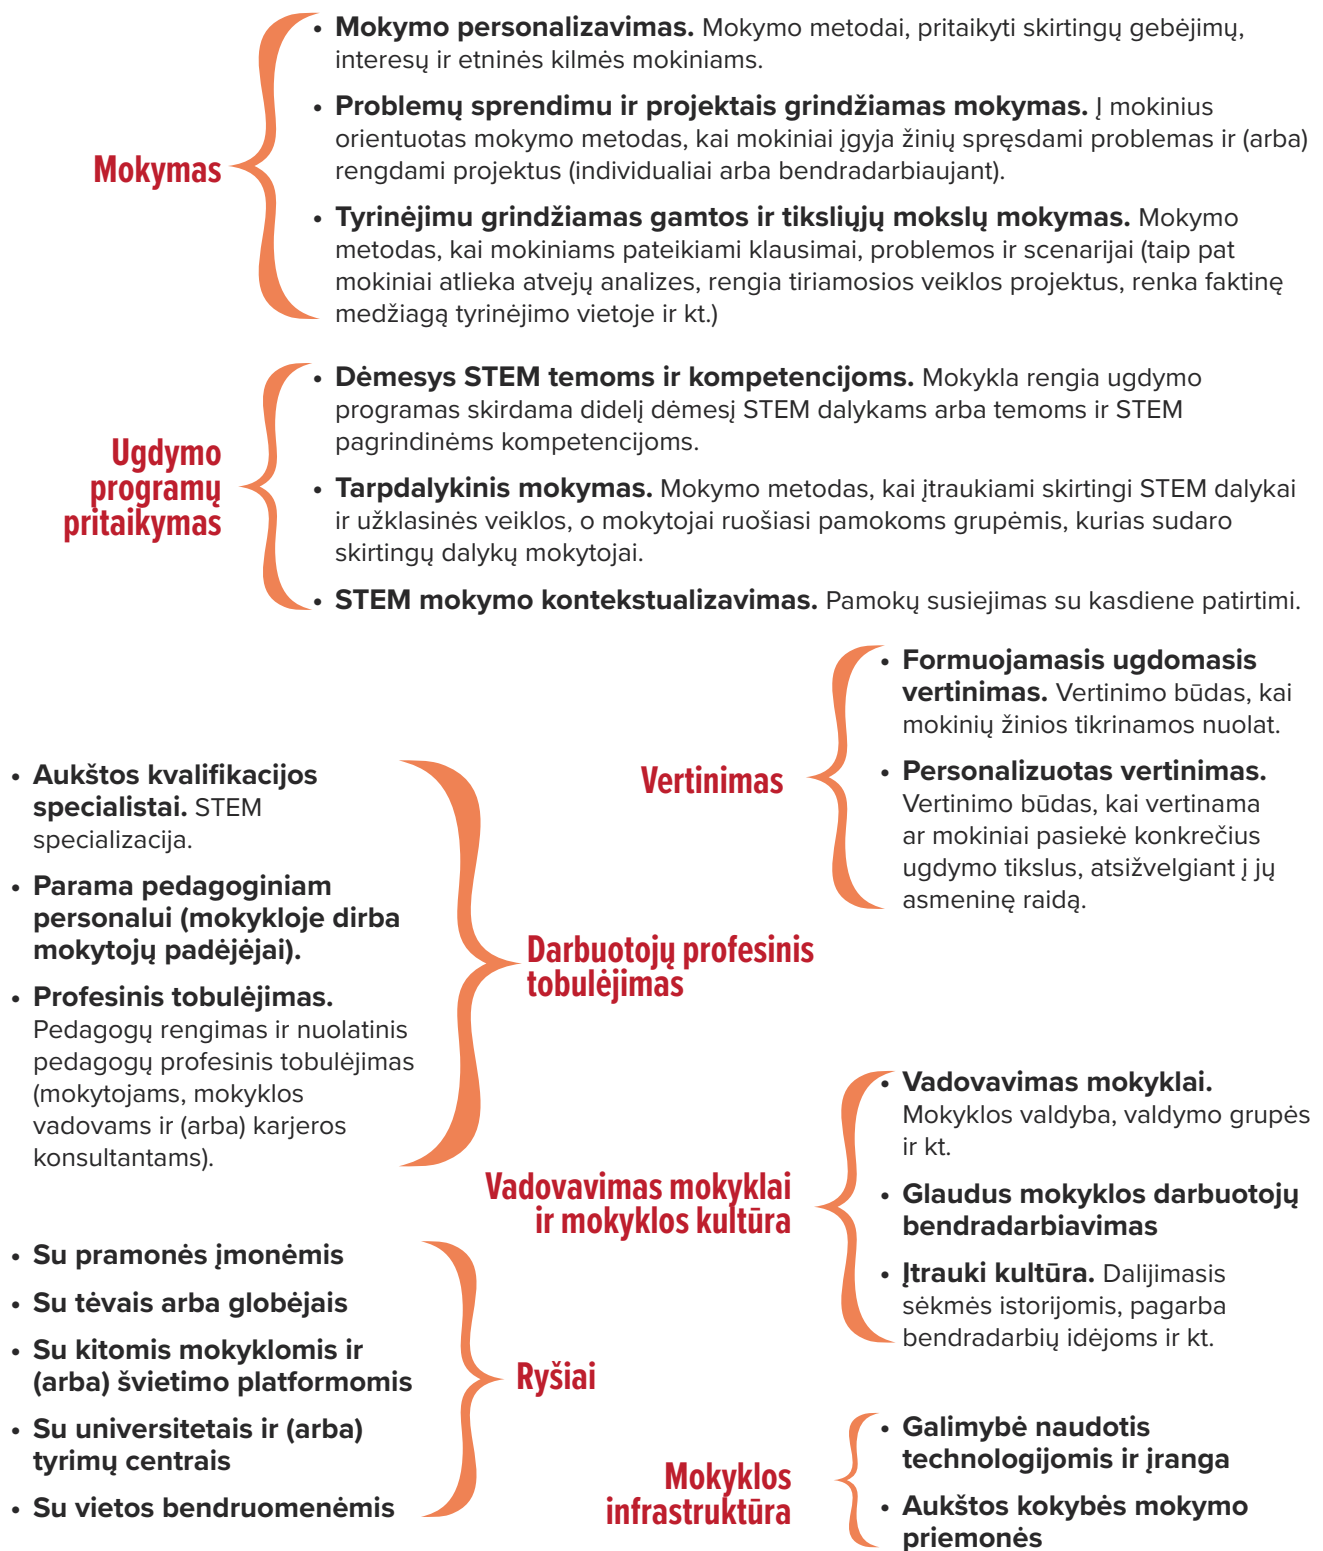 Mokymas
• Mokymo personalizavimas. Mokymo metodai, pritaikyti skirtingų gebėjimų,
interesų ir etninės kilmės mokiniams.
• Problemų sprendimu ir projektais grindžiamas mokymas. Į mokinius
orientuotas mokymo metodas, kai mokiniai įgyja žinių spręsdami problemas ir (arba)
rengdami projektus (individualiai arba bendradarbiaujant).
• Tyrinėjimu grindžiamas gamtos ir tiksliųjų mokslų mokymas. Mokymo
metodas, kai mokiniams pateikiami klausimai, problemos ir scenarijai (taip pat
mokiniai atlieka atvejų analizes, rengia tiriamosios veiklos projektus, renka faktinę
medžiagą tyrinėjimo vietoje ir kt.)
Ugdymo
programų
pritaikymas
• Dėmesys STEM temoms ir kompetencijoms. Mokykla rengia ugdymo
programas skirdama didelį dėmesį STEM dalykams arba temoms ir STEM
pagrindinėms kompetencijoms.
• Tarpdalykinis mokymas. Mokymo metodas, kai įtraukiami skirtingi STEM dalykai
ir užklasinės veiklos, o mokytojai ruošiasi pamokoms grupėmis, kurias sudaro
skirtingų dalykų mokytojai.
• STEM mokymo kontekstualizavimas. Pamokų susiejimas su kasdiene patirtimi.
Vertinimas
• Formuojamasis ugdomasis
vertinimas. Vertinimo būdas, kai
mokinių žinios tikrinamos nuolat.
• Personalizuotas vertinimas.
Vertinimo būdas, kai vertinama
ar mokiniai pasiekė konkrečius
ugdymo tikslus, atsižvelgiant į jų
asmeninę raidą.
• Aukštos kvalifikacijos
specialistai. STEM
specializacija.
• Parama pedagoginiam
personalui (mokykloje dirba
mokytojų padėjėjai).
• Profesinis tobulėjimas.
Pedagogų rengimas ir nuolatinis
pedagogų profesinis tobulėjimas
(mokytojams, mokyklos
vadovams ir (arba) karjeros
konsultantams).
Darbuotojų profesinis
tobulėjimas
Vadovavimas mokyklai
ir mokyklos kultūra
• Vadovavimas mokyklai.
Mokyklos valdyba, valdymo grupės
ir kt.
• Glaudus mokyklos darbuotojų
bendradarbiavimas
• Įtrauki kultūra. Dalijimasis
sėkmės istorijomis, pagarba
bendradarbių idėjoms ir kt.
• Su pramonės įmonėmis
• Su tėvais arba globėjais
• Su kitomis mokyklomis ir
(arba) švietimo platformomis
• Su universitetais ir (arba)
tyrimų centrais
• Su vietos bendruomenėmis
Ryšiai
Mokyklos
infrastruktūra
• Galimybė naudotis
technologijomis ir įranga
• Aukštos kokybės mokymo
priemonės